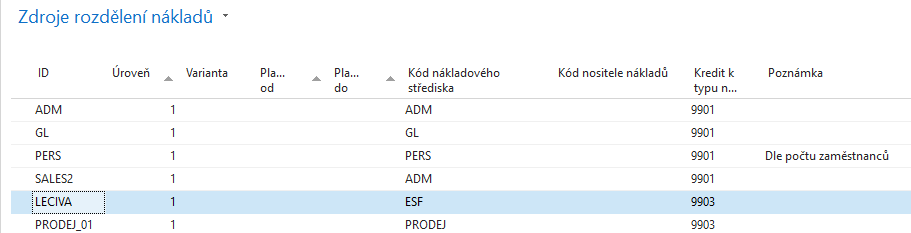 Zdroje rozdělení nákladů
ID Úroveň Varianta Pla... od Pla... do Kód nákladového střediska Kód nositele nákladů Kredit k typu n... Poznámka
ADM 1 ADM 9901
GL 1 GL 9901
PERS 1 PERS 9901 Dle počtu zaměstnanců
SALES2 1 ADM 9901
LECIVA 1 ESF 9903
PRODEJ_01 1 PRODEJ 9903